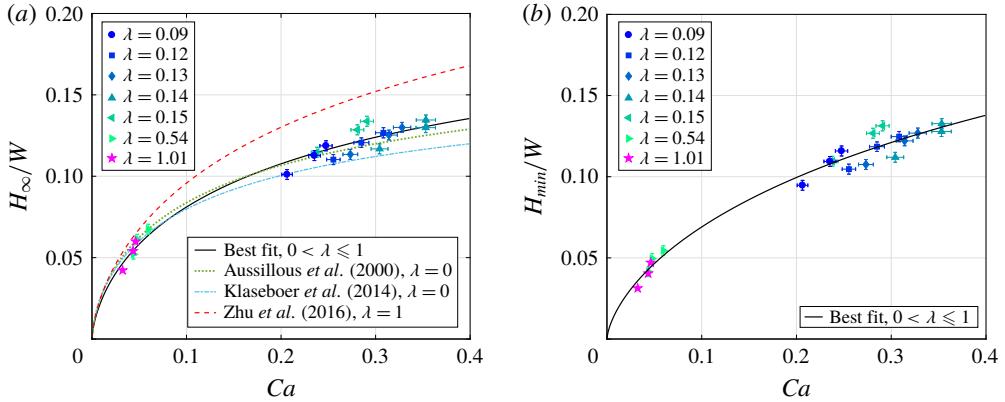 (a)
0.20
λ = 0.09
λ = 0.12
λ = 0.13
0.15
λ = 0.14
λ = 0.15
λ = 0.54
λ = 1.01
H∞/W
0.10
0.05
Best fit, 0 < λ ⩽ 1
Aussillous et al. (2000), λ = 0
Klaseboer et al. (2014), λ = 0
Zhu et al. (2016), λ = 1
0 0.1 0.2 0.3 0.4
Ca
(b)
0.20
λ = 0.09
λ = 0.12
λ = 0.13
0.15
λ = 0.14
λ = 0.15
λ = 0.54
λ = 1.01
Hmin/W
0.10
0.05
Best fit, 0 < λ ⩽ 1
0 0.1 0.2 0.3 0.4
Ca